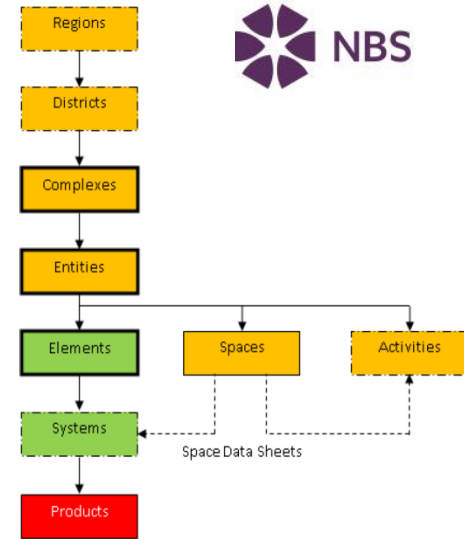 Regions
NBS
Districts
Complexes
Entities
Elements
Spaces
Activities
Systems
Space Data Sheets
Products